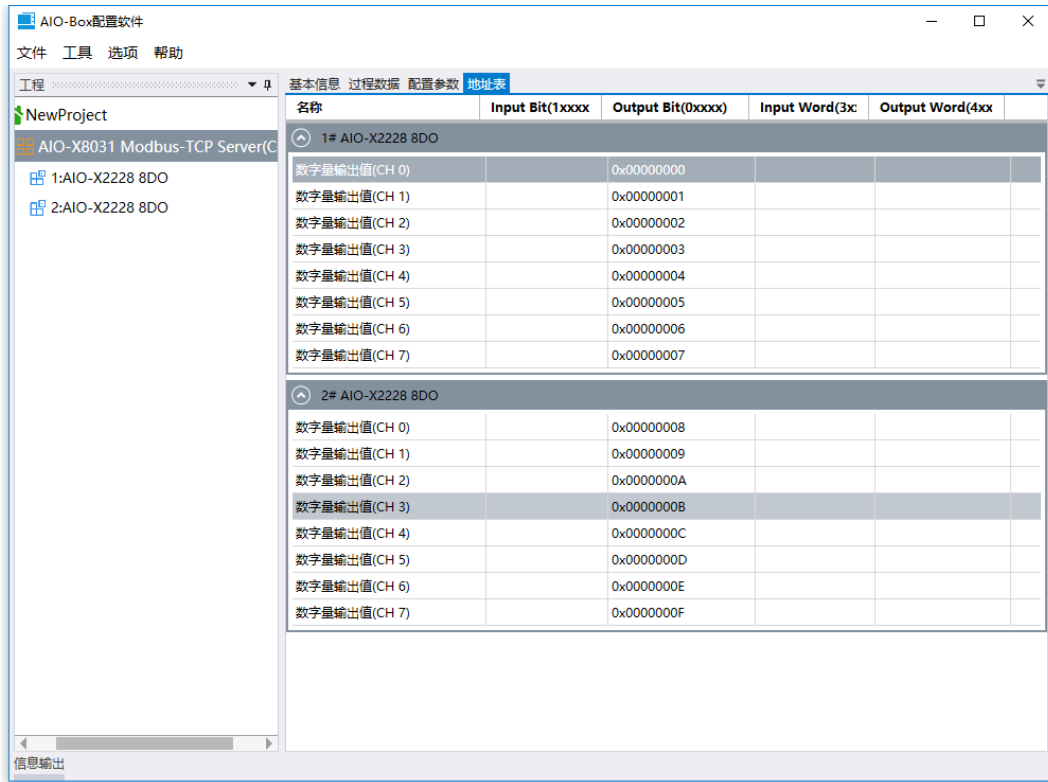 AIO-Box配置软件
文件 工具 选项 帮助
工程
NewProject
AIO-X8031 Modbus-TCP Server(C
1:AIO-X2228 8DO
2:AIO-X2228 8DO
基本信息 过程数据 配置参数 地址表
名称 Input Bit(1xxxx Output Bit(0xxxx) Input Word(3x: Output Word(4xx
1# AIO-X2228 8DO
数字量输出值(CH 0) 0x00000000
数字量输出值(CH 1) 0x00000001
数字量输出值(CH 2) 0x00000002
数字量输出值(CH 3) 0x00000003
数字量输出值(CH 4) 0x00000004
数字量输出值(CH 5) 0x00000005
数字量输出值(CH 6) 0x00000006
数字量输出值(CH 7) 0x00000007
2# AIO-X2228 8DO
数字量输出值(CH 0) 0x00000008
数字量输出值(CH 1) 0x00000009
数字量输出值(CH 2) 0x0000000A
数字量输出值(CH 3) 0x0000000B
数字量输出值(CH 4) 0x0000000C
数字量输出值(CH 5) 0x0000000D
数字量输出值(CH 6) 0x0000000E
数字量输出值(CH 7) 0x0000000F
信息输出